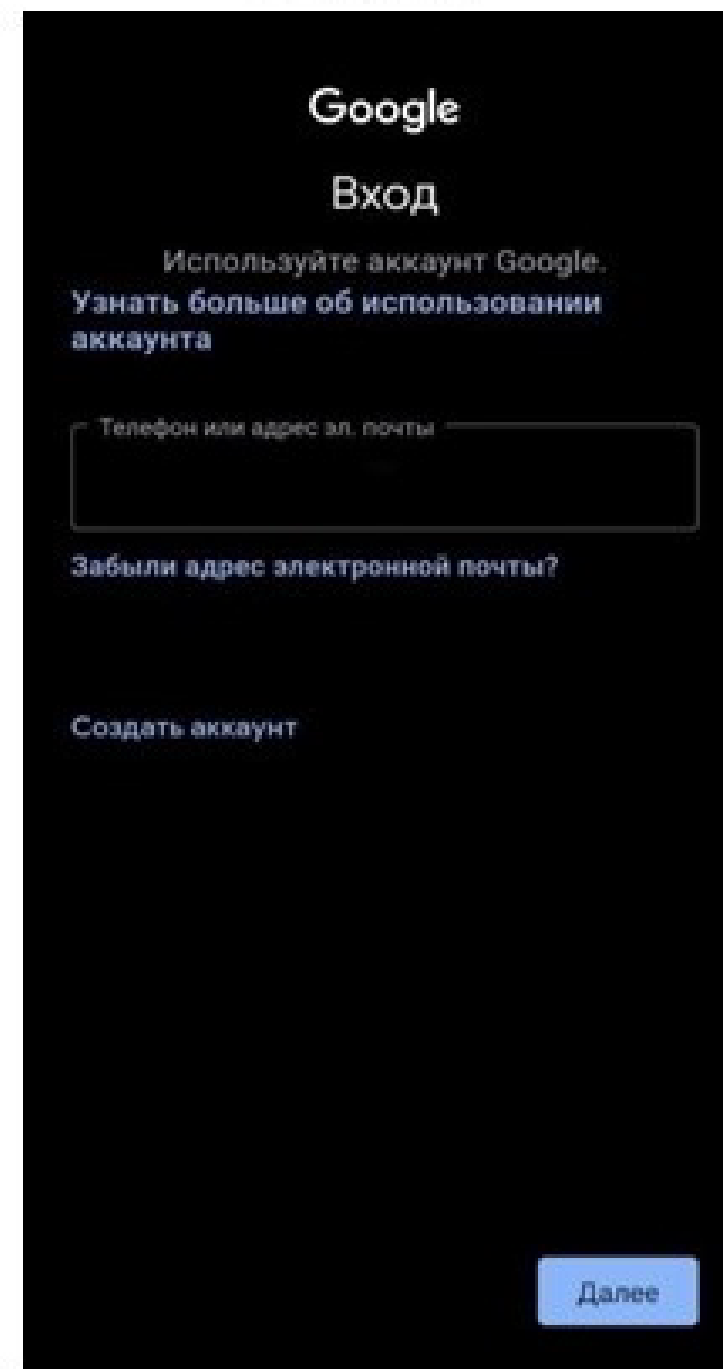 Google
Вход
Используйте аккаунт Google.
Узнать больше об использовании
аккаунта
Телефон или адрес эл. почты
Забыли адрес электронной почты?
Создать аккаунт
Далее